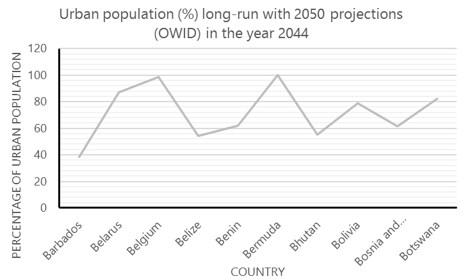 Urban population (%) long-run with 2050 projections
(OWID) in the year 2044
PERCENTAGE OF URBAN POPULATION
120
100
80
60
40
20
0
Barbados
Belarus
Belgium
Belize
Benin
Bermuda
Bhutan
Bolivia
Bosnia and...
Botswana
COUNTRY